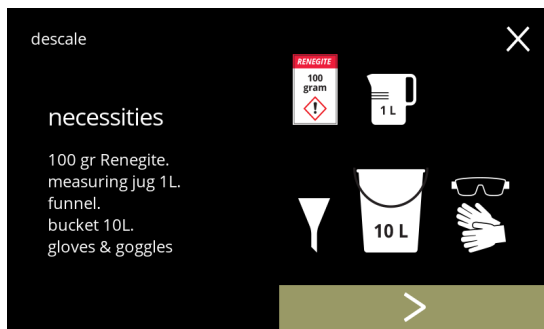 descale
necessities
100 gr Renegite.
measuring jug 1L.
funnel.
bucket 10L.
gloves & goggles
RENEGITE
100
gram
1 L
10 L